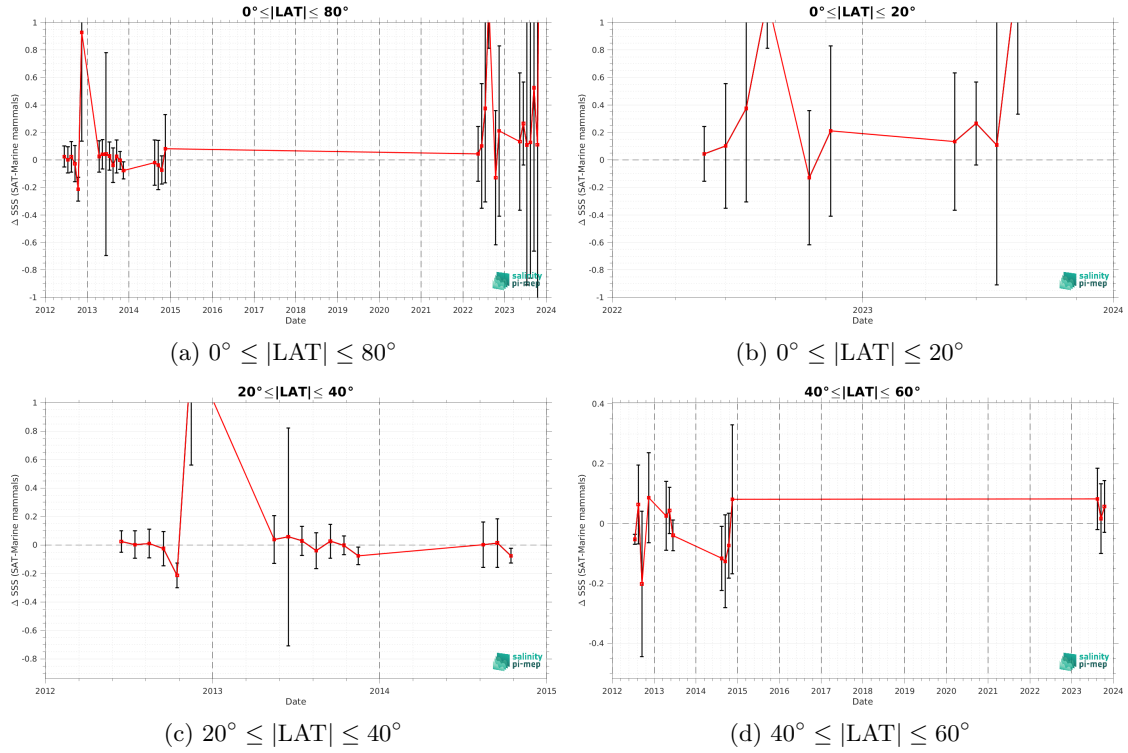 0°≤|LAT|≤ 80°
1
0.8
0.6
0.4
0.2
0
-0.2
-0.4
-0.6
-0.8
-1
Δ SSS (SAT-Marine mammals)
2012 2013 2014 2015 2016 2017 2018 2019 2020 2021 2022 2023 2024
Date
salinity
pi-mep
(a) 0° ≤ |LAT| ≤ 80°
0°≤|LAT|≤ 20°
1
0.8
0.6
0.4
0.2
0
-0.2
-0.4
-0.6
-0.8
-1
Δ SSS (SAT-Marine mammals)
2022 2023 2024
Date
salinity
pi-mep
(b) 0° ≤ |LAT| ≤ 20°
20°≤|LAT|≤ 40°
1
0.8
0.6
0.4
0.2
0
-0.2
-0.4
-0.6
-0.8
Δ SSS (SAT-Marine mammals)
2012 2013 2014 2015
Date
salinity
pi-mep
(c) 20° ≤ |LAT| ≤ 40°
40°≤|LAT|≤ 60°
0.4
0.2
0
-0.2
-0.4
Δ SSS (SAT-Marine mammals)
2012 2013 2014 2015 2016 2017 2018 2019 2020 2021 2022 2023 2024
Date
salinity
pi-mep
(d) 40° ≤ |LAT| ≤ 60°